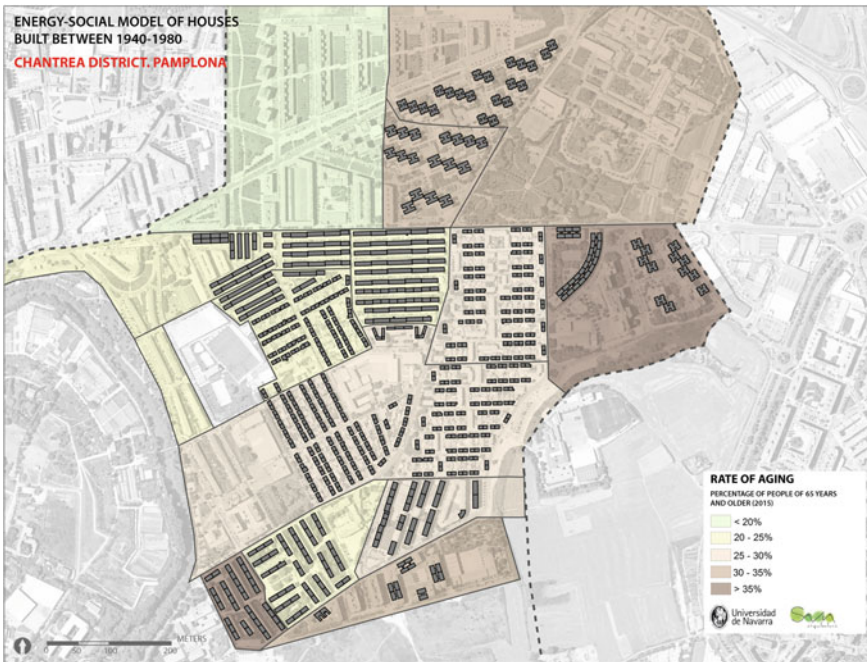 ENERGY-SOCIAL MODEL OF HOUSES
BUILT BETWEEN 1940-1980
CHANTREA DISTRICT. PAMPLONA
RATE OF AGING
PERCENTAGE OF PEOPLE OF 65 YEARS
AND OLDER (2015)
< 20%
20 - 25%
25 - 30%
30 - 35%
> 35%
Universidad
de Navarra
METERS
0 50 100 200